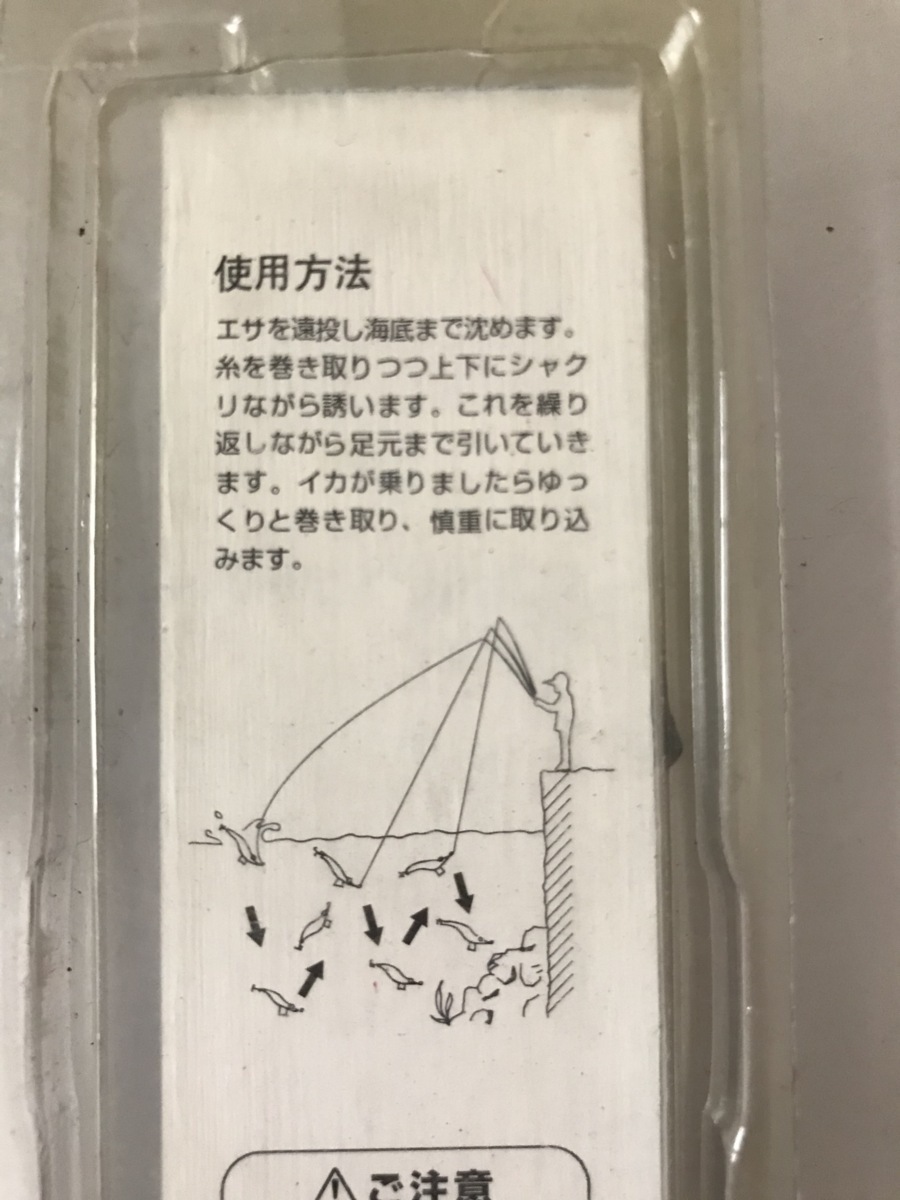 使用方法
エサを遠投し海底まで沈めます。
糸を巻き取りつつ上下にシャク
リながら誘います。これを繰り
返しながら足元まで引いていき
ます。イカが乗りましたらゆっ
くりと巻き取り、慎重に取り込
みます。
ご注意